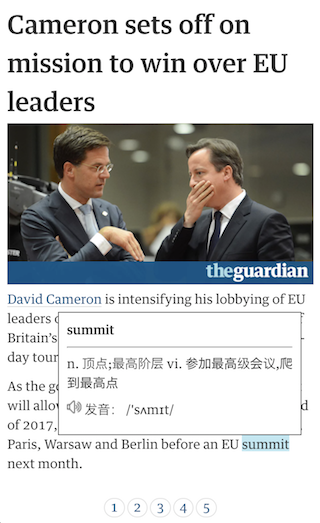 Cameron sets off on
mission to win over EU
leaders
theguardian
David Cameron is intensifying his lobbying of EU
leaders
Britain's -
day tour
summit
n. 顶点;最高阶层 vi. 参加最高级会议,爬
到最高点
发音： /'sʌmɪt/
As the
will d
of 2017,
Paris, Warsaw and Berlin before an EU summit
next month.
1 2 3 4 5